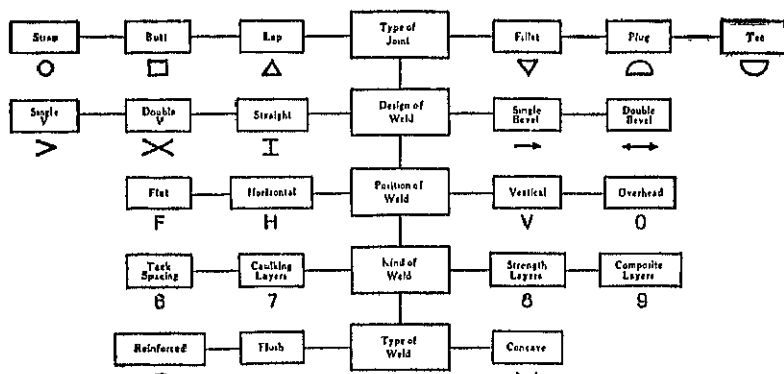 Strap Butt Lap Type of Joint Fillet Plug Tee
Single V Double V Straight Design of Weld Single Bevel Double Bevel
Flat Horizontal Position of Weld Vertical Overhead
F H V O
Tack Spacing Caulking Layers Kind of Weld Strength Layers Composite Layers
6 7 8 9
Reinforced Flush Type of Weld Concave